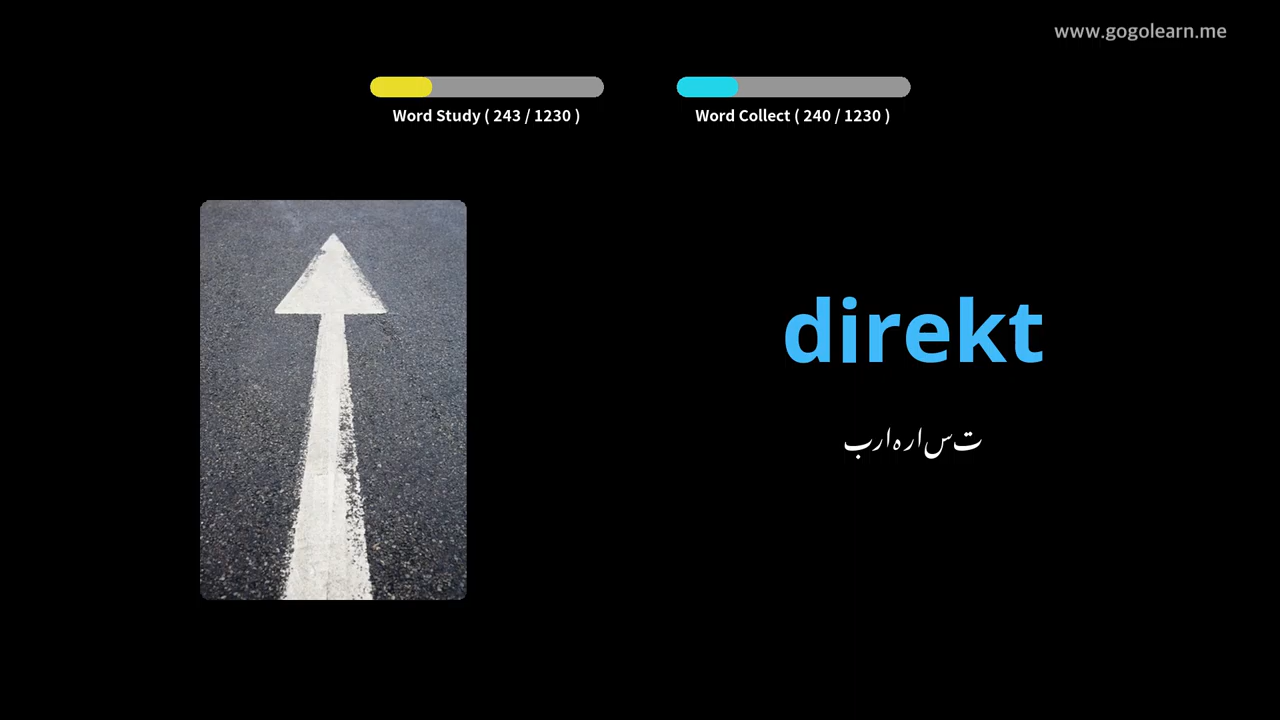 www.gogolearn.me
Word Study ( 243 / 1230 )
Word Collect ( 240 / 1230 )
direkt
براہ راست